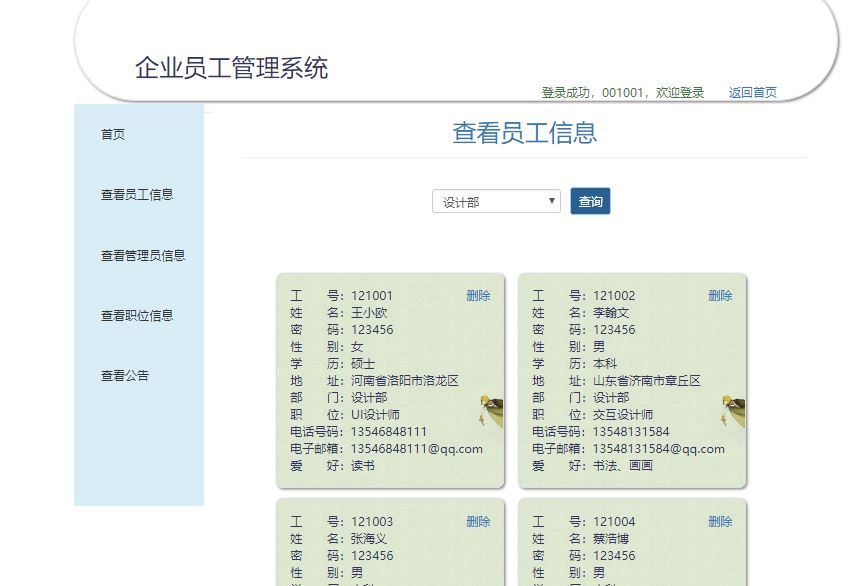 企业员工管理系统
登录成功，001001，欢迎登录 返回首页
首页
查看员工信息
查看管理员信息
查看职位信息
查看公告
查看员工信息
设计部 查询
工 号：121001 删除
姓 名：王小欧
密 码：123456
性 别：女
学 历：硕士
地 址：河南省洛阳市洛龙区
部 门：设计部
职 位：UI设计师
电话号码：13546848111
电子邮箱：13546848111@qq.com
爱 好：读书
工 号：121002 删除
姓 名：李翰文
密 码：123456
性 别：男
学 历：本科
地 址：山东省济南市章丘区
部 门：设计部
职 位：交互设计师
电话号码：13548131584
电子邮箱：13548131584@qq.com
爱 好：书法、画画
工 号：121003 删除
姓 名：张海义
密 码：123456
性 别：男
工 号：121004 删除
姓 名：蔡浩博
密 码：123456
性 别：男